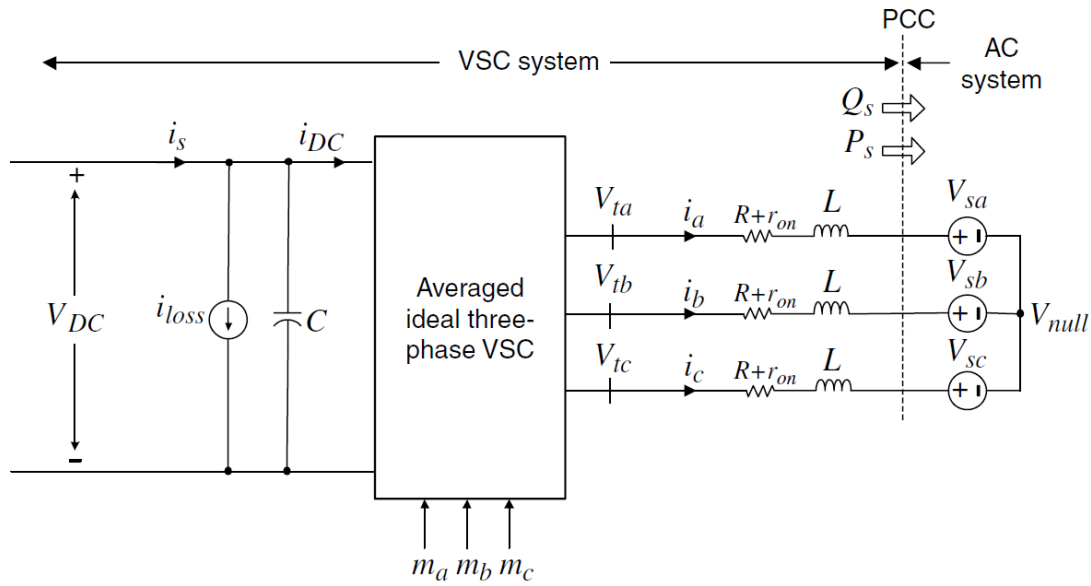 PCC
VSC system
AC
system
Q_s
P_s
i_s
i_DC
+
V_DC
-
i_loss
C
Averaged
ideal three-
phase VSC
V_ta
i_a
R+r_on
L
V_sa
+ -
V_tb
i_b
R+r_on
L
V_sb
+ -
V_null
V_tc
i_c
R+r_on
L
V_sc
+ -
m_a m_b m_c